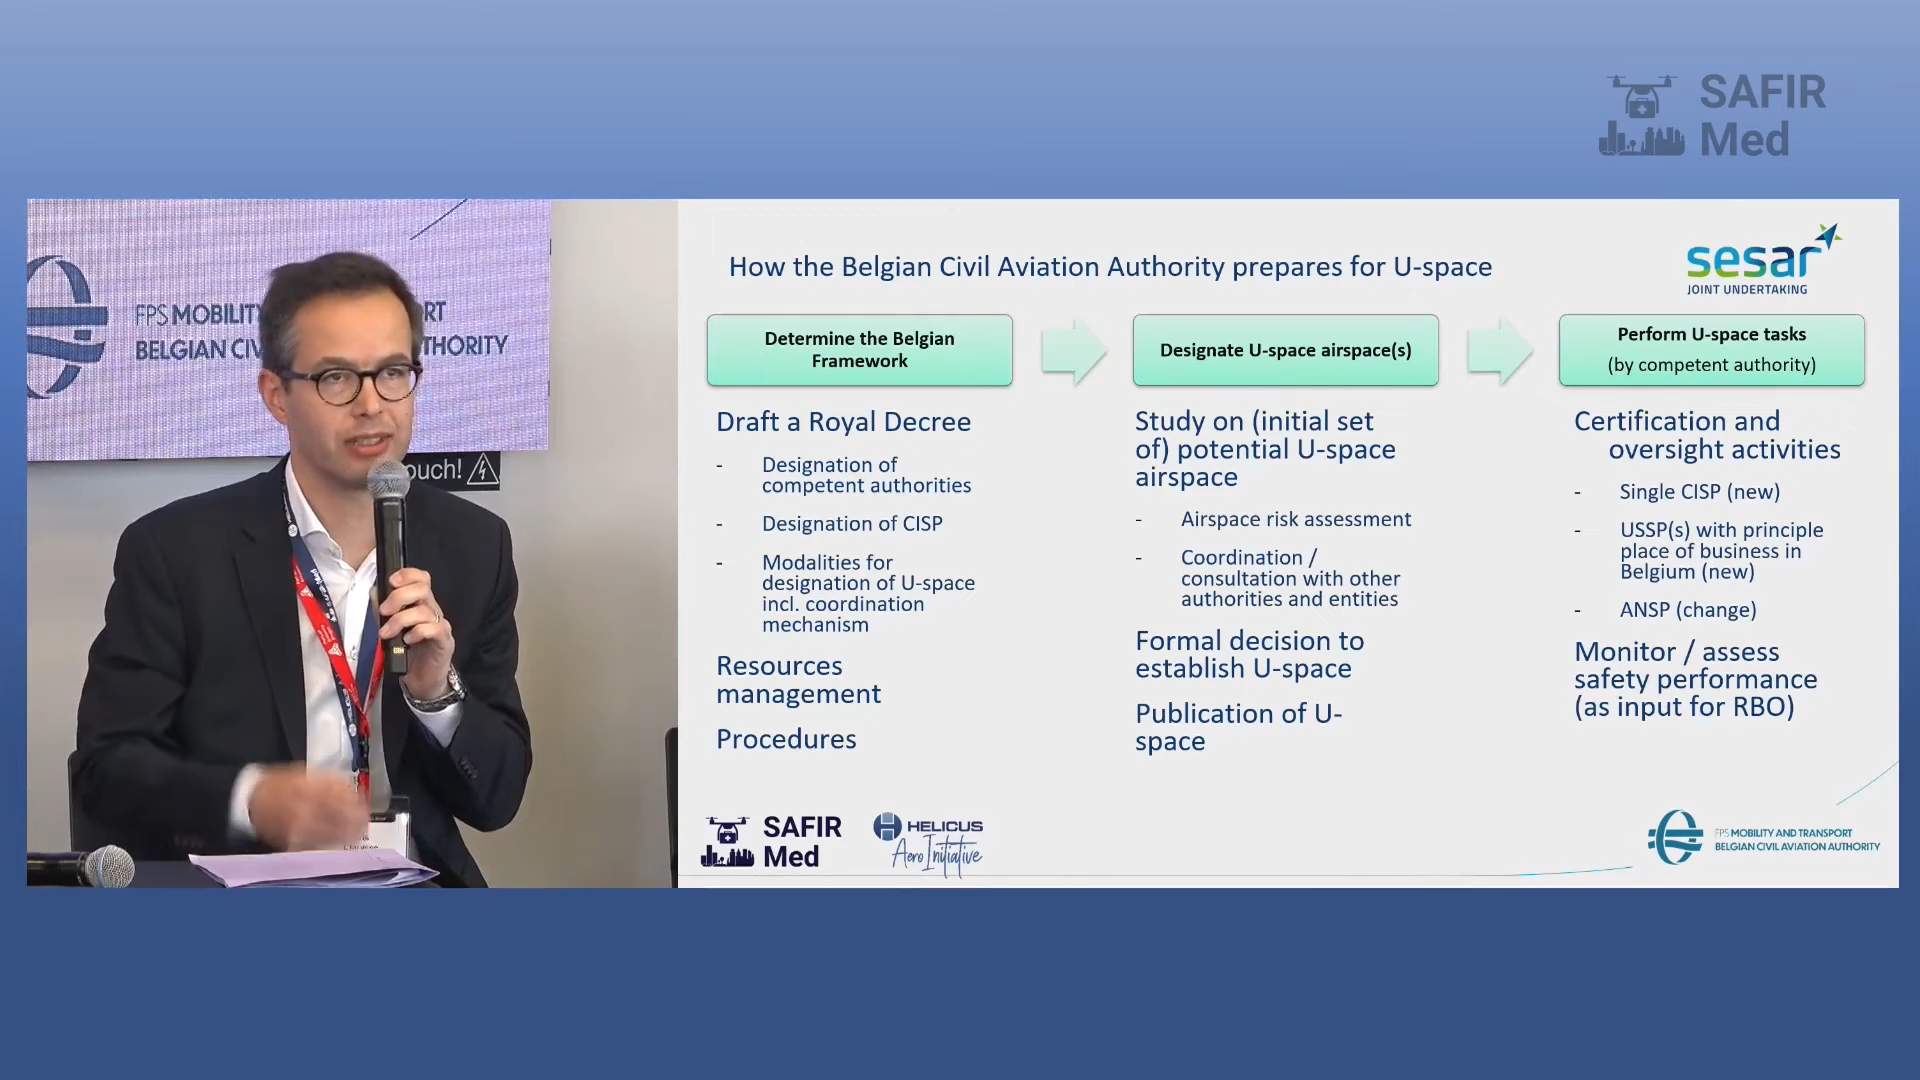 SAFIR
Med
FPS MOBILITY
RT
BELGIAN CIV
THORITY
ouch!
How the Belgian Civil Aviation Authority prepares for U-space
sesar
JOINT UNDERTAKING
Determine the Belgian
Framework
Draft a Royal Decree
- Designation of
competent authorities
- Designation of CISP
- Modalities for
designation of U-space
incl. coordination
mechanism
Resources
management
Procedures
Designate U-space airspace(s)
Study on (initial set
of) potential U-space
airspace
- Airspace risk assessment
- Coordination /
consultation with other
authorities and entities
Formal decision to
establish U-space
Publication of U-
space
Perform U-space tasks
(by competent authority)
Certification and
oversight activities
- Single CISP (new)
- USSP(s) with principle
place of business in
Belgium (new)
- ANSP (change)
Monitor / assess
safety performance
(as input for RBO)
SAFIR
Med
HELICUS
Aero Initiative
FPS MOBILITY AND TRANSPORT
BELGIAN CIVIL AVIATION AUTHORITY